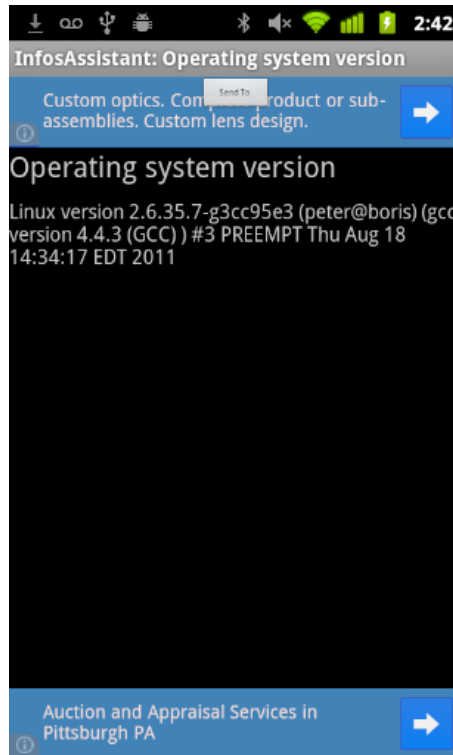 2:42
InfosAssistant: Operating system version
Send To
Custom optics. Com roduct or sub-
assemblies. Custom lens design.
Operating system version
Linux version 2.6.35.7-g3cc95e3 (peter@boris) (gcc
version 4.4.3 (GCC) ) #3 PREEMPT Thu Aug 18
14:34:17 EDT 2011
Auction and Appraisal Services in
Pittsburgh PA